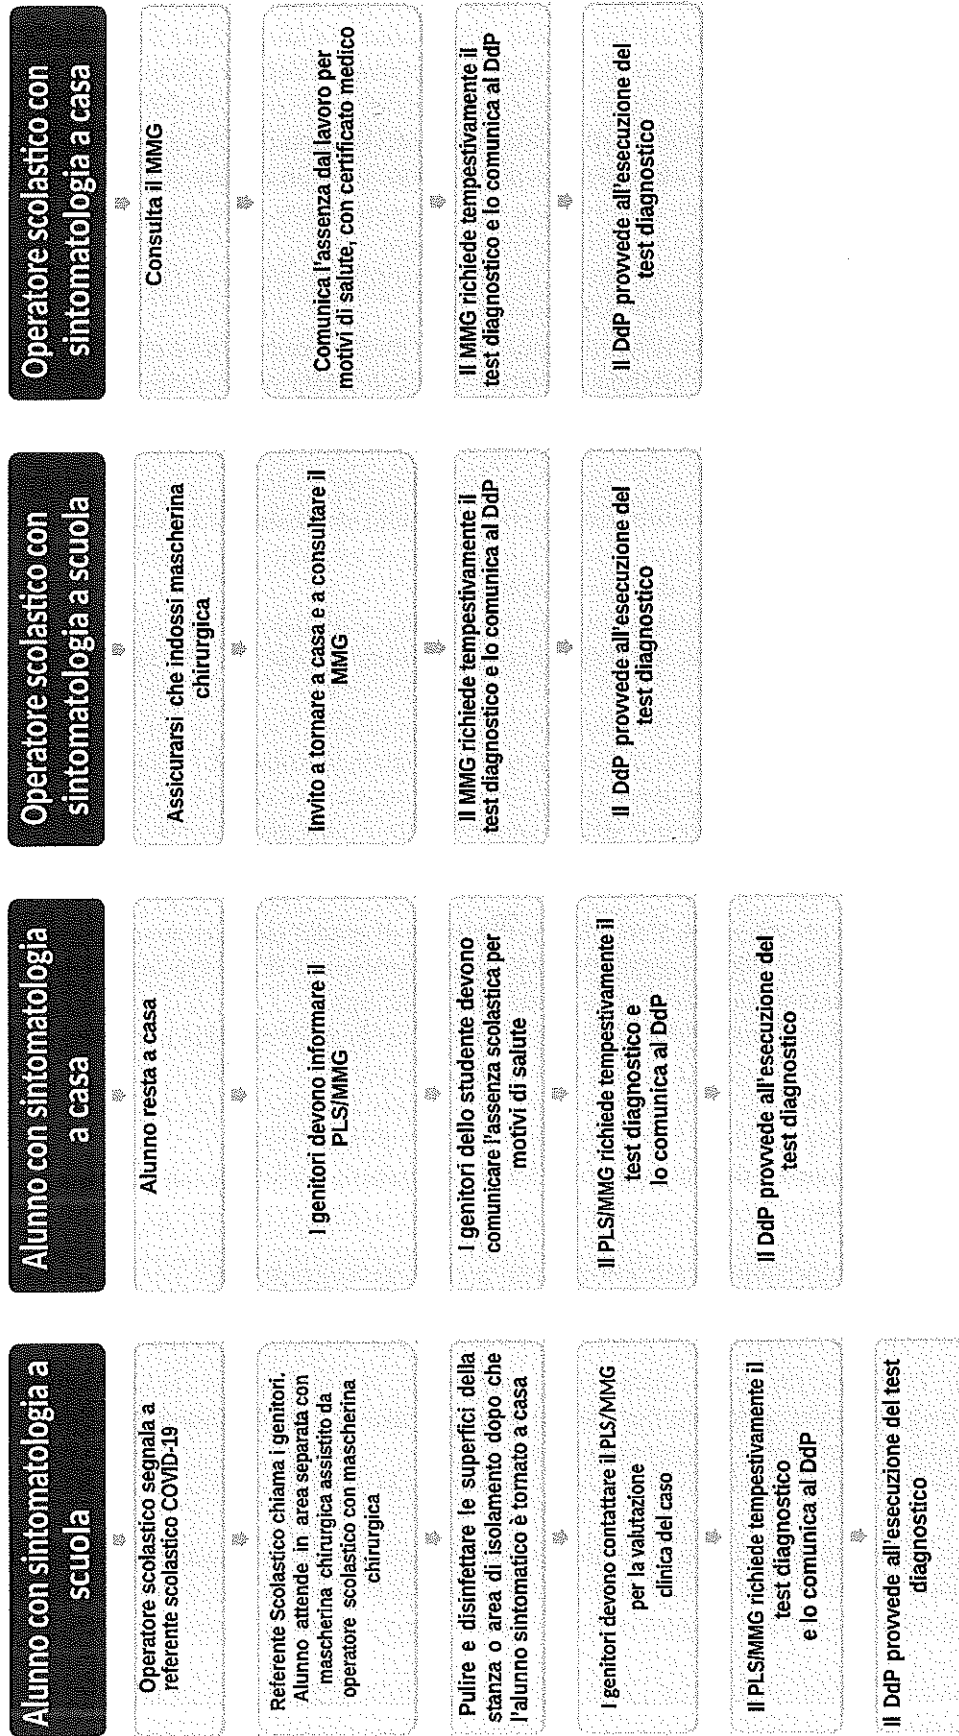 Alunno con sintomatologia a
scuola
Operatore scolastico segnala a
referente scolastico COVID-19
Referente Scolastico chiama i genitori.
Alunno attende in area separata con
mascherina chirurgica assistito da
operatore scolastico con mascherina
chirurgica
Pulire e disinfettare le superfici della
stanza o area di isolamento dopo che
l'alunno sintomatico è tornato a casa
I genitori devono contattare il PLS/MMG
per la valutazione
clinica del caso
Il PLS/MMG richiede tempestivamente il
test diagnostico
e lo comunica al DdP
Il DdP provvede all'esecuzione del test
diagnostico
Alunno con sintomatologia
a casa
Alunno resta a casa
I genitori devono informare il
PLS/MMG
I genitori dello studente devono
comunicare l'assenza scolastica per
motivi di salute
Il PLS/MMG richiede tempestivamente il
test diagnostico e
lo comunica al DdP
Il DdP provvede all'esecuzione del
test diagnostico
Operatore scolastico con
sintomatologia a scuola
Assicurarsi che indossi mascherina
chirurgica
Invito a tornare a casa e a consultare il
MMG
Il MMG richiede tempestivamente il
test diagnostico e lo comunica al DdP
Il DdP provvede all'esecuzione del
test diagnostico
Operatore scolastico con
sintomatologia a casa
Consulta il MMG
Comunica l'assenza dal lavoro per
motivi di salute, con certificato medico
Il MMG richiede tempestivamente il
test diagnostico e lo comunica al DdP
Il DdP provvede all'esecuzione del
test diagnostico